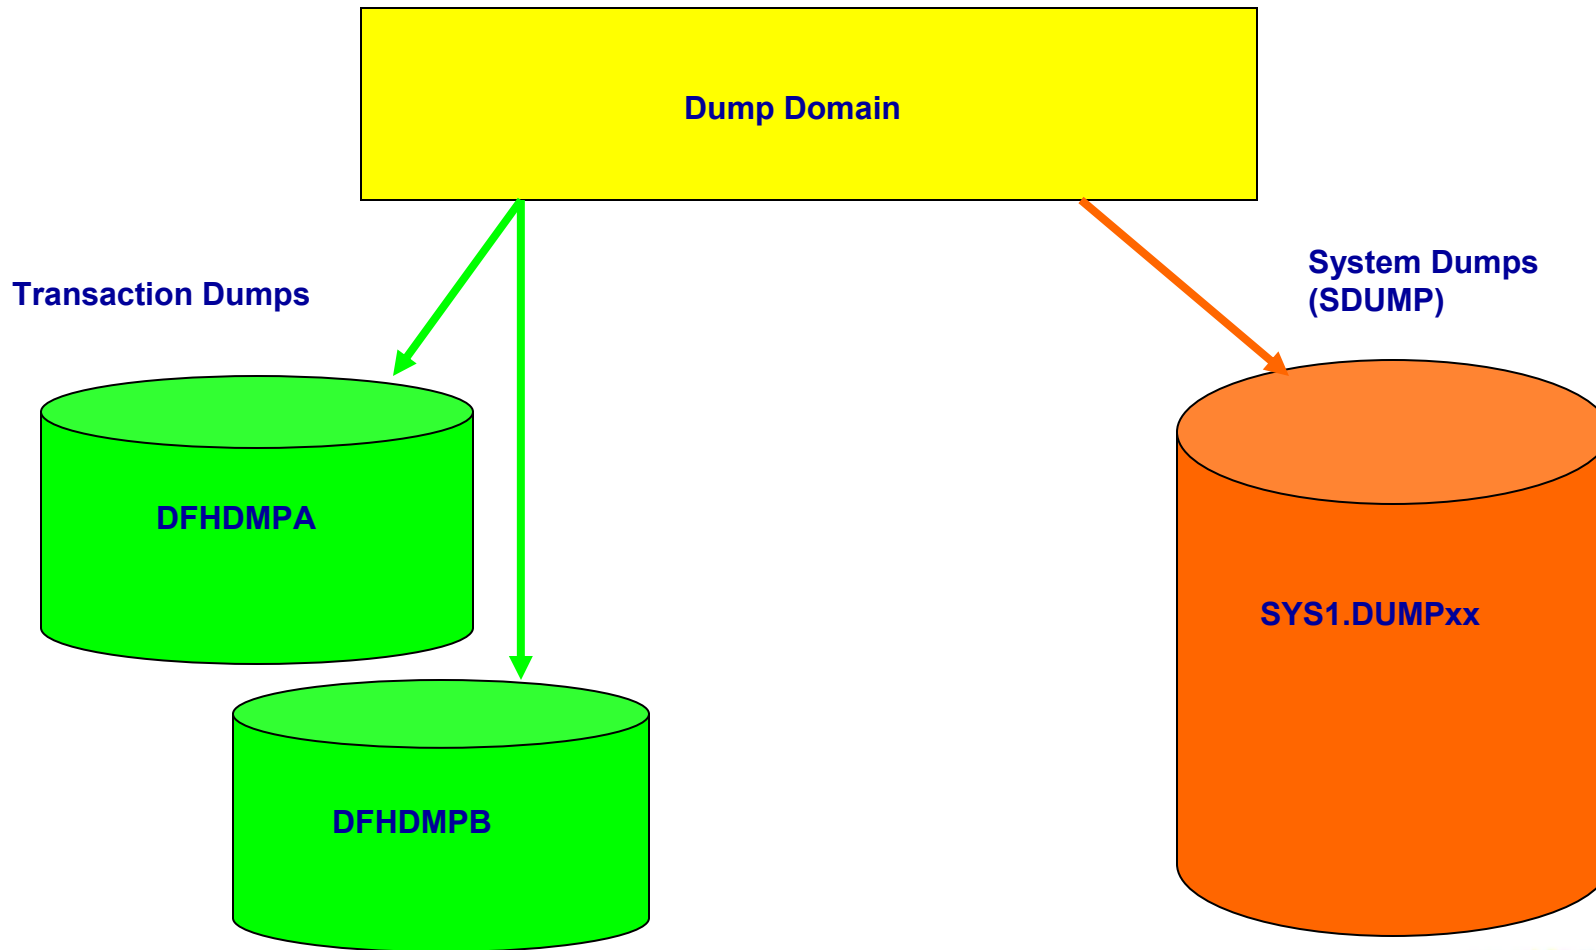 Dump Domain
Transaction Dumps
System Dumps
(SDUMP)
DFHDMPA
SYS1.DUMPxx
DFHDMPB